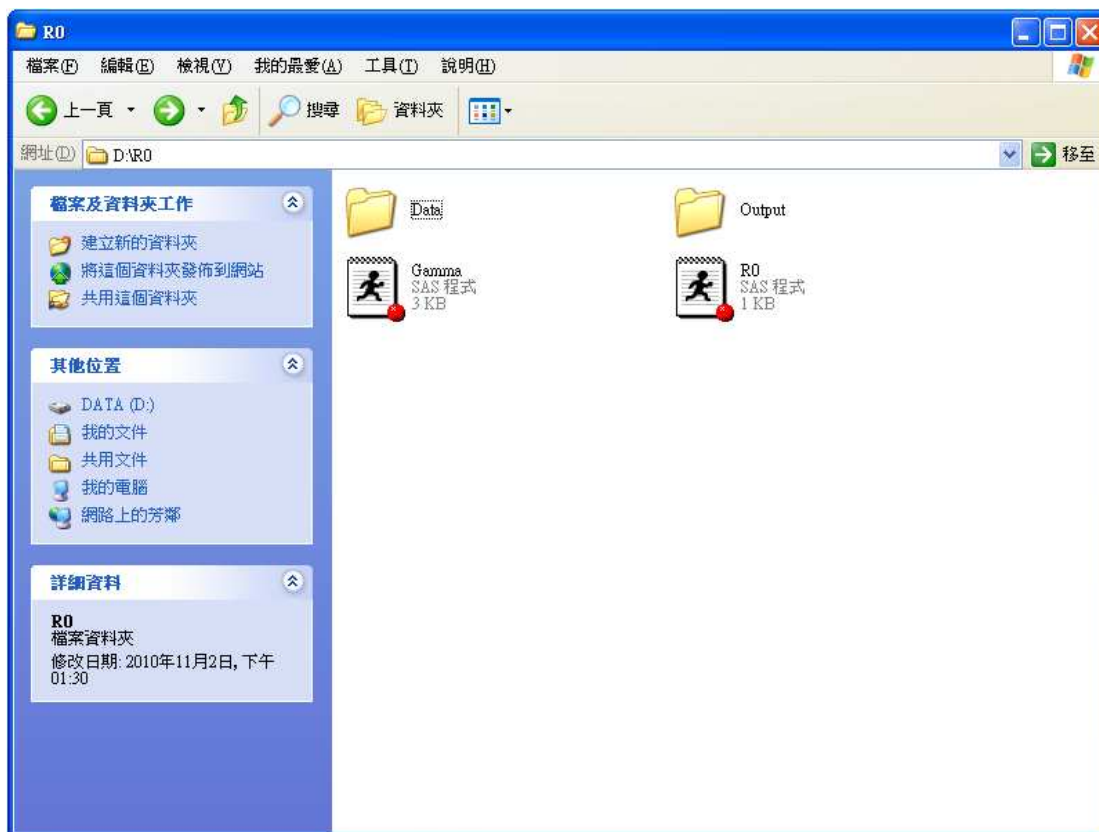 R0
檔案(F) 編輯(E) 檢視(V) 我的最愛(A) 工具(T) 說明(H)
上一頁 搜尋 資料夾
網址(D) D:\R0 移至
檔案及資料夾工作
建立新的資料夾
將這個資料夾發佈到網站
共用這個資料夾
其他位置
DATA (D:)
我的文件
共用文件
我的電腦
網路上的芳鄰
詳細資料
R0
檔案資料夾
修改日期: 2010年11月2日, 下午
01:30
Data
Output
Gamma
SAS 程式
3 KB
R0
SAS 程式
1 KB